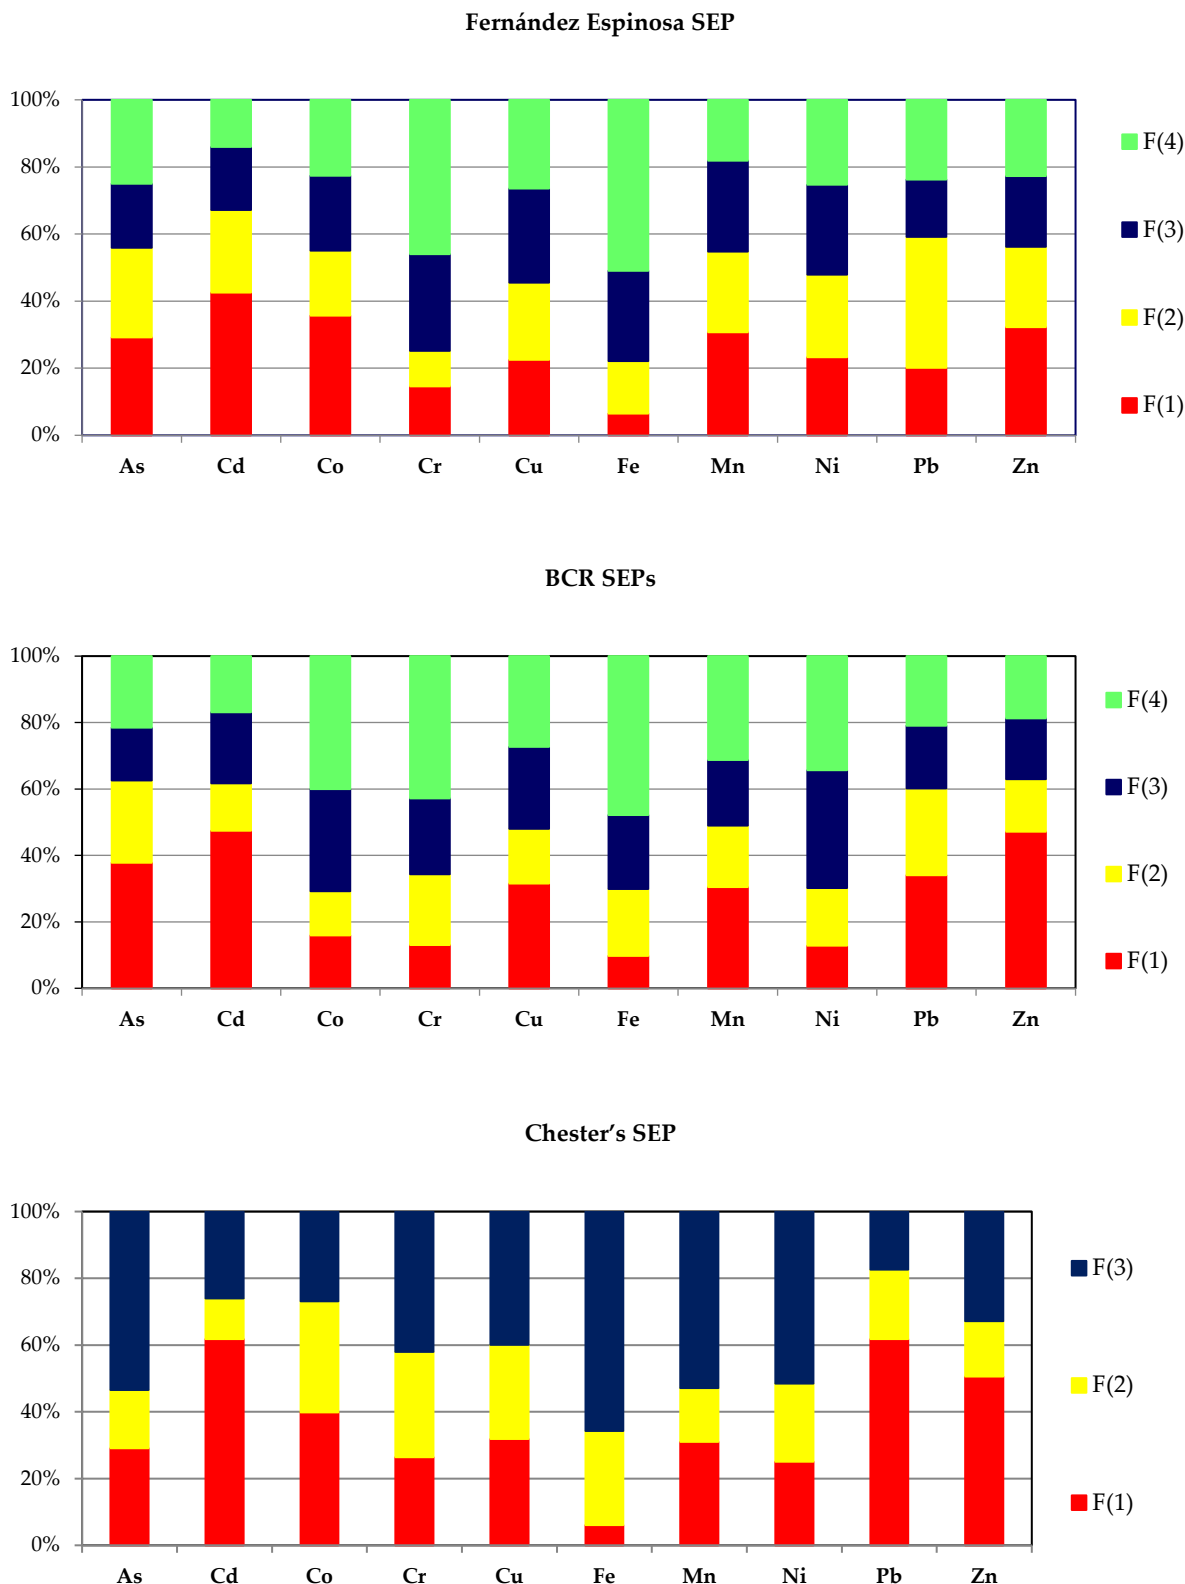 Fernández Espinosa SEP
100%
80%
60%
40%
20%
0%
As Cd Co Cr Cu Fe Mn Ni Pb Zn
F(4)
F(3)
F(2)
F(1)
BCR SEPs
100%
80%
60%
40%
20%
0%
As Cd Co Cr Cu Fe Mn Ni Pb Zn
F(4)
F(3)
F(2)
F(1)
Chester’s SEP
100%
80%
60%
40%
20%
0%
As Cd Co Cr Cu Fe Mn Ni Pb Zn
F(3)
F(2)
F(1)